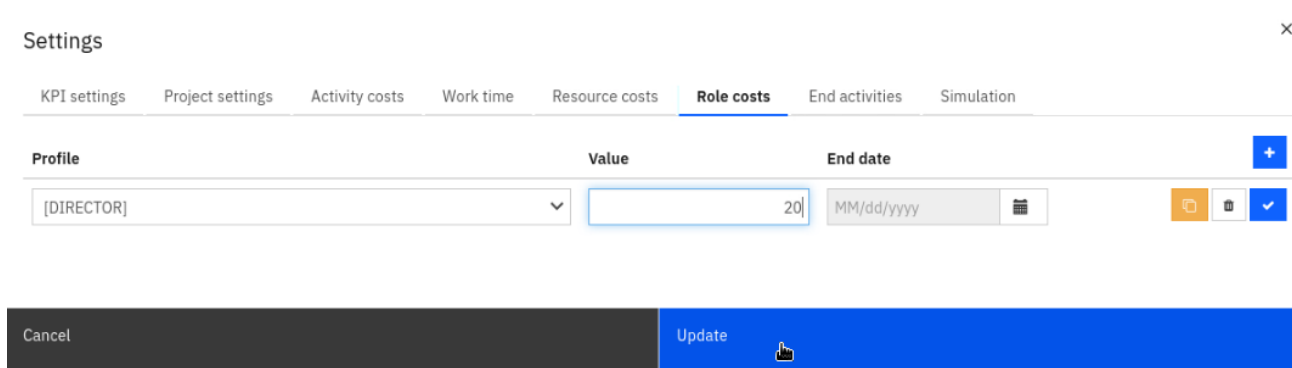 Settings
KPI settings Project settings Activity costs Work time Resource costs Role costs End activities Simulation
Profile Value End date
[DIRECTOR] 20 MM/dd/yyyy
Cancel Update